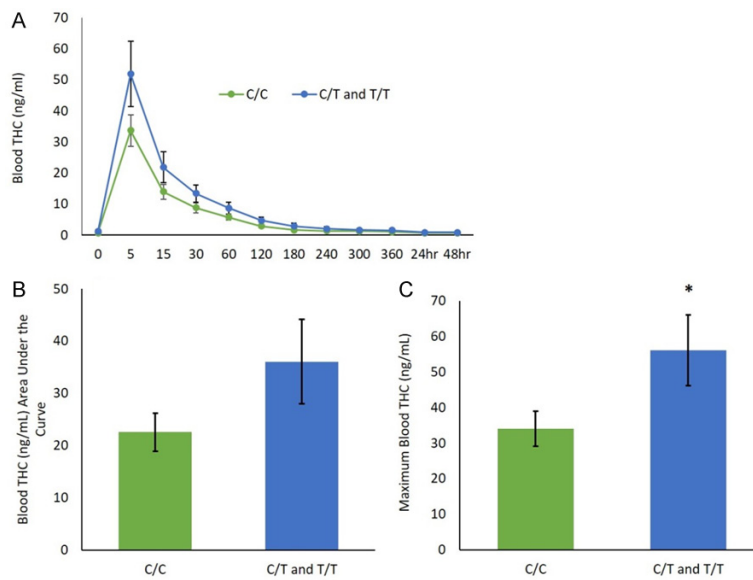 A
70
60
50
40
30
20
10
0
Blood THC (ng/ml)
C/C C/T and T/T
0 5 15 30 60 120 180 240 300 360 24hr 48hr
B
50
40
30
20
10
0
Blood THC (ng/mL) Area Under the
Curve
C/C C/T and T/T
C
70
60
50
40
30
20
10
0
Maximum Blood THC (ng/mL)
*
C/C C/T and T/T